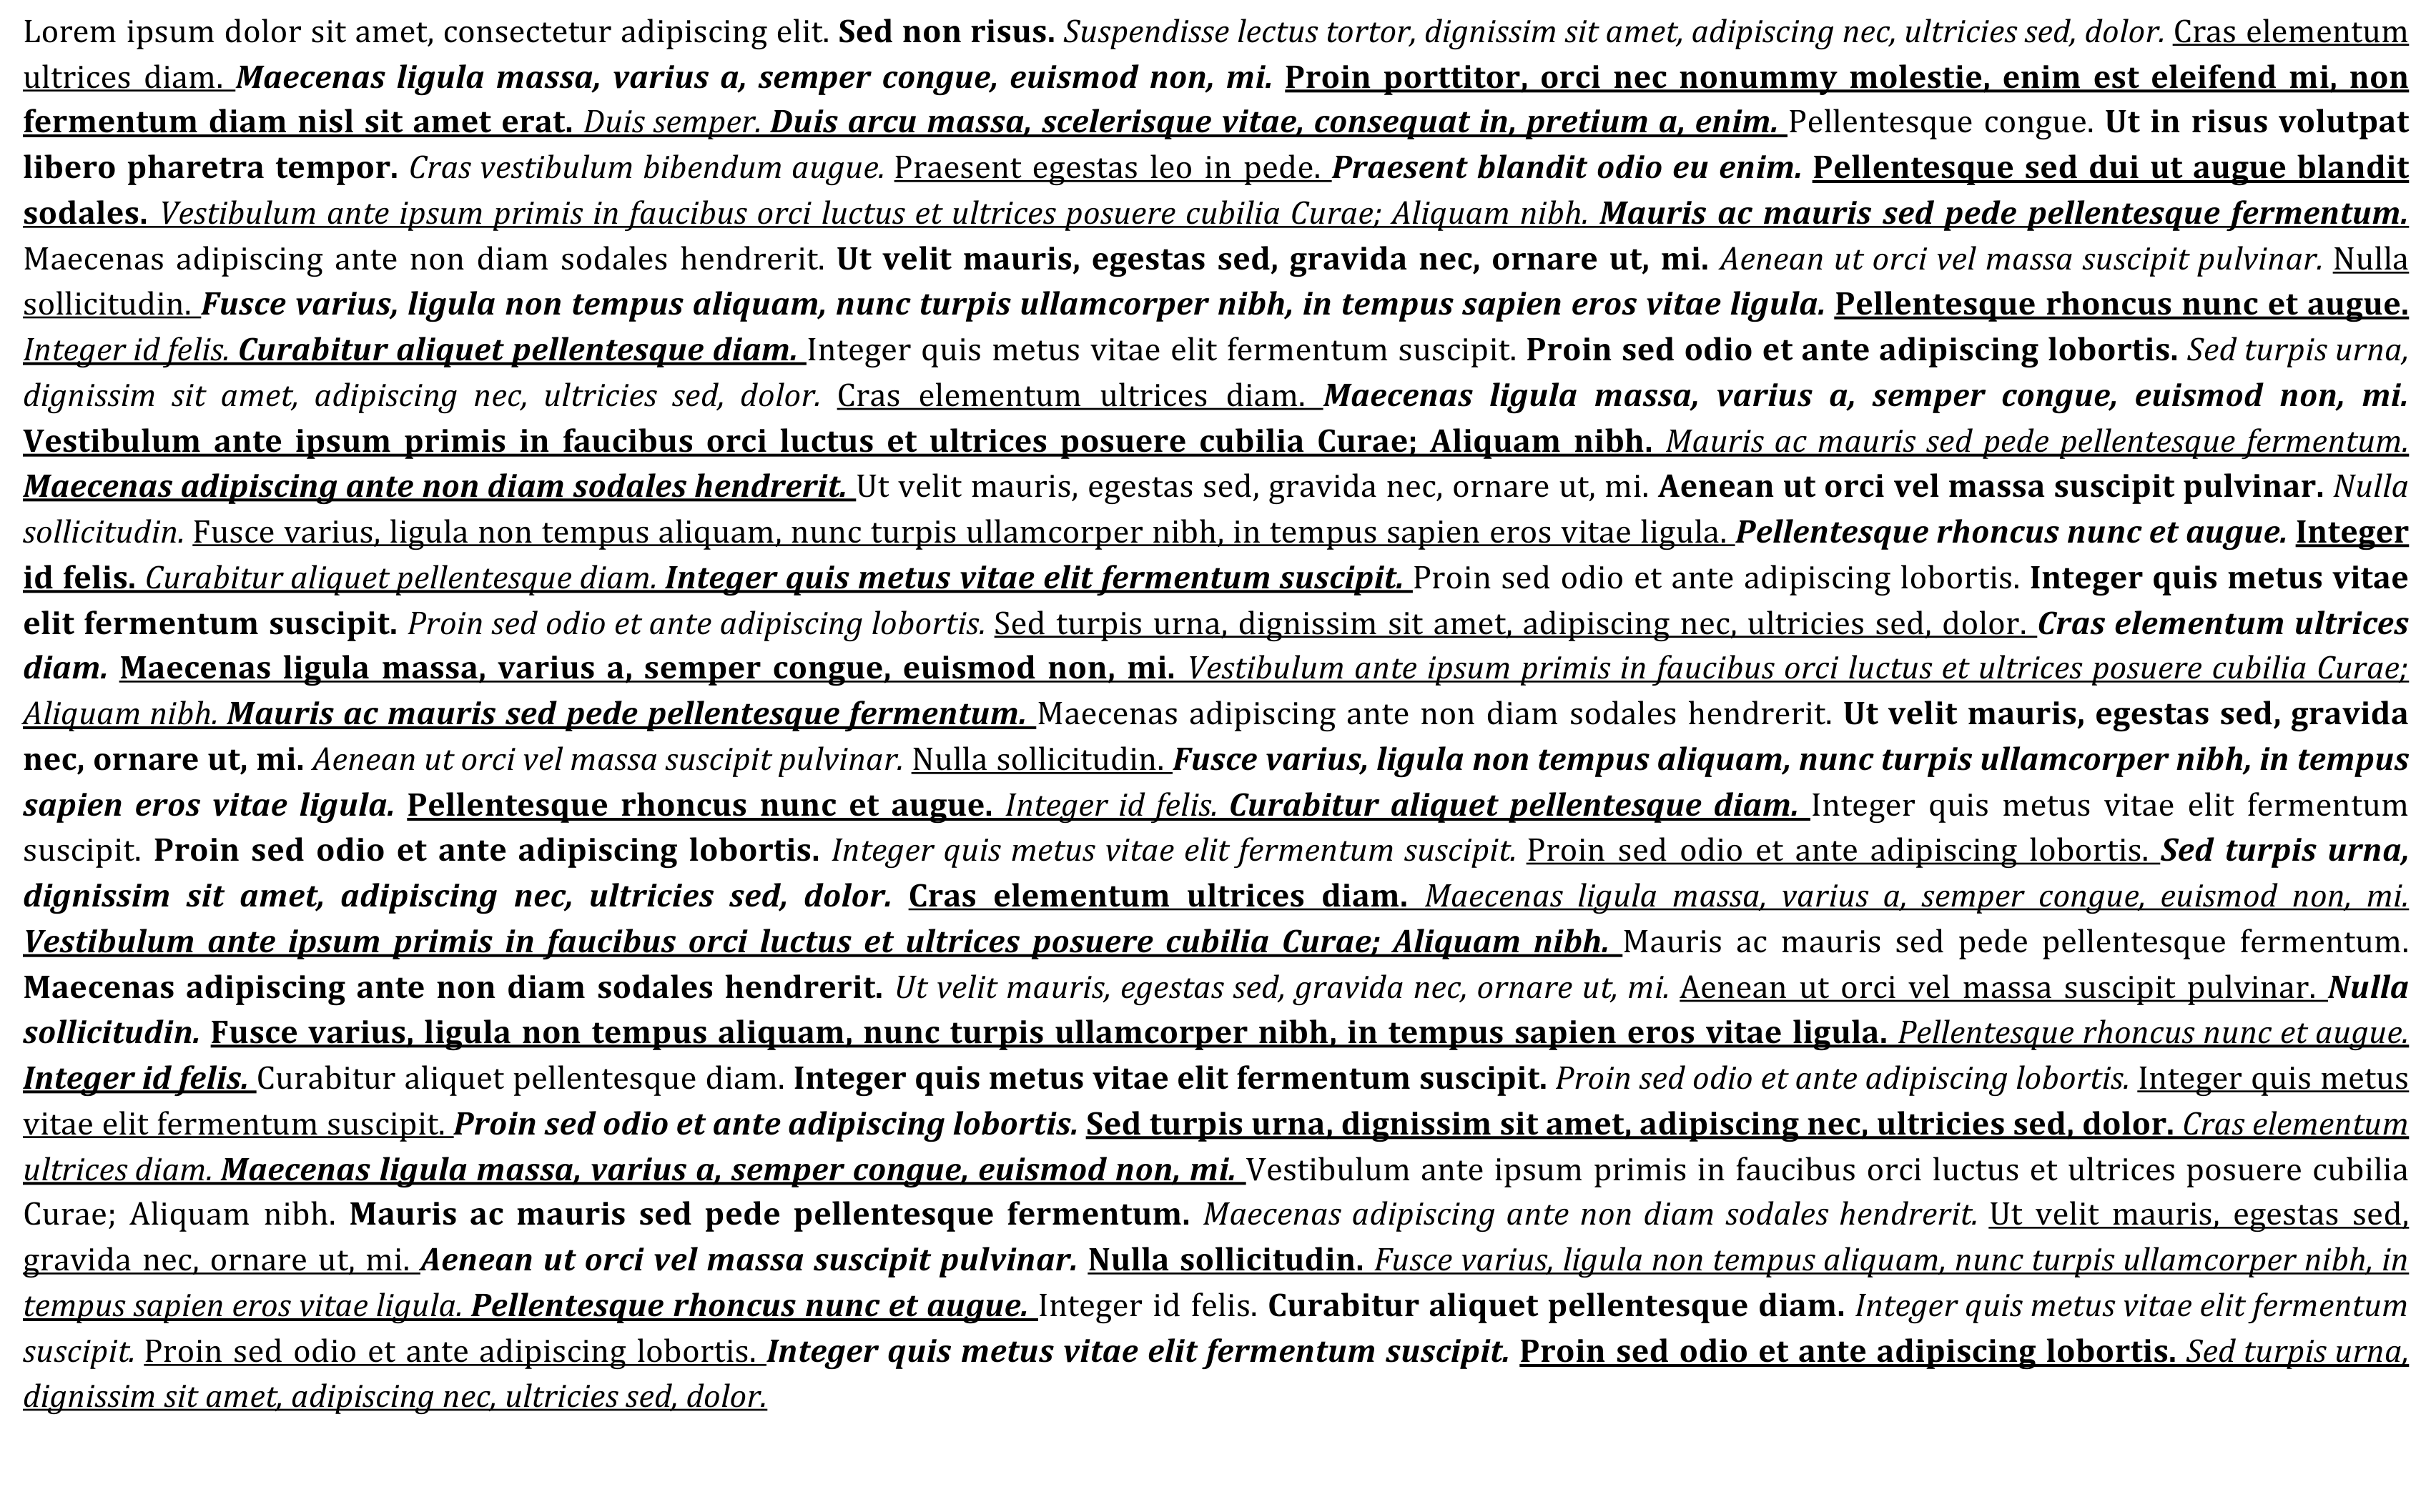 Lorem ipsum dolor sit amet, consectetur adipiscing elit. Sed non risus. Suspendisse lectus tortor, dignissim sit amet, adipiscing nec, ultricies sed, dolor. Cras elementum
ultrices diam. Maecenas ligula massa, varius a, semper congue, euismod non, mi. Proin porttitor, orci nec nonummy molestie, enim est eleifend mi, non
fermentum diam nisl sit amet erat. Duis semper. Duis arcu massa, scelerisque vitae, consequat in, pretium a, enim. Pellentesque congue. Ut in risus volutpat
libero pharetra tempor. Cras vestibulum bibendum augue. Praesent egestas leo in pede. Praesent blandit odio eu enim. Pellentesque sed dui ut augue blandit
sodales. Vestibulum ante ipsum primis in faucibus orci luctus et ultrices posuere cubilia Curae; Aliquam nibh. Mauris ac mauris sed pede pellentesque fermentum.
Maecenas adipiscing ante non diam sodales hendrerit. Ut velit mauris, egestas sed, gravida nec, ornare ut, mi. Aenean ut orci vel massa suscipit pulvinar. Nulla
sollicitudin. Fusce varius, ligula non tempus aliquam, nunc turpis ullamcorper nibh, in tempus sapien eros vitae ligula. Pellentesque rhoncus nunc et augue.
Integer id felis. Curabitur aliquet pellentesque diam. Integer quis metus vitae elit fermentum suscipit. Proin sed odio et ante adipiscing lobortis. Sed turpis urna,
dignissim sit amet, adipiscing nec, ultricies sed, dolor. Cras elementum ultrices diam. Maecenas ligula massa, varius a, semper congue, euismod non, mi.
Vestibulum ante ipsum primis in faucibus orci luctus et ultrices posuere cubilia Curae; Aliquam nibh. Mauris ac mauris sed pede pellentesque fermentum.
Maecenas adipiscing ante non diam sodales hendrerit. Ut velit mauris, egestas sed, gravida nec, ornare ut, mi. Aenean ut orci vel massa suscipit pulvinar. Nulla
sollicitudin. Fusce varius, ligula non tempus aliquam, nunc turpis ullamcorper nibh, in tempus sapien eros vitae ligula. Pellentesque rhoncus nunc et augue. Integer
id felis. Curabitur aliquet pellentesque diam. Integer quis metus vitae elit fermentum suscipit. Proin sed odio et ante adipiscing lobortis. Integer quis metus vitae
elit fermentum suscipit. Proin sed odio et ante adipiscing lobortis. Sed turpis urna, dignissim sit amet, adipiscing nec, ultricies sed, dolor. Cras elementum ultrices
diam. Maecenas ligula massa, varius a, semper congue, euismod non, mi. Vestibulum ante ipsum primis in faucibus orci luctus et ultrices posuere cubilia Curae;
Aliquam nibh. Mauris ac mauris sed pede pellentesque fermentum. Maecenas adipiscing ante non diam sodales hendrerit. Ut velit mauris, egestas sed, gravida
nec, ornare ut, mi. Aenean ut orci vel massa suscipit pulvinar. Nulla sollicitudin. Fusce varius, ligula non tempus aliquam, nunc turpis ullamcorper nibh, in tempus
sapien eros vitae ligula. Pellentesque rhoncus nunc et augue. Integer id felis. Curabitur aliquet pellentesque diam. Integer quis metus vitae elit fermentum
suscipit. Proin sed odio et ante adipiscing lobortis. Integer quis metus vitae elit fermentum suscipit. Proin sed odio et ante adipiscing lobortis. Sed turpis urna,
dignissim sit amet, adipiscing nec, ultricies sed, dolor. Cras elementum ultrices diam. Maecenas ligula massa, varius a, semper congue, euismod non, mi.
Vestibulum ante ipsum primis in faucibus orci luctus et ultrices posuere cubilia Curae; Aliquam nibh. Mauris ac mauris sed pede pellentesque fermentum.
Maecenas adipiscing ante non diam sodales hendrerit. Ut velit mauris, egestas sed, gravida nec, ornare ut, mi. Aenean ut orci vel massa suscipit pulvinar. Nulla
sollicitudin. Fusce varius, ligula non tempus aliquam, nunc turpis ullamcorper nibh, in tempus sapien eros vitae ligula. Pellentesque rhoncus nunc et augue.
Integer id felis. Curabitur aliquet pellentesque diam. Integer quis metus vitae elit fermentum suscipit. Proin sed odio et ante adipiscing lobortis. Integer quis metus
vitae elit fermentum suscipit. Proin sed odio et ante adipiscing lobortis. Sed turpis urna, dignissim sit amet, adipiscing nec, ultricies sed, dolor. Cras elementum
ultrices diam. Maecenas ligula massa, varius a, semper congue, euismod non, mi. Vestibulum ante ipsum primis in faucibus orci luctus et ultrices posuere cubilia
Curae; Aliquam nibh. Mauris ac mauris sed pede pellentesque fermentum. Maecenas adipiscing ante non diam sodales hendrerit. Ut velit mauris, egestas sed,
gravida nec, ornare ut, mi. Aenean ut orci vel massa suscipit pulvinar. Nulla sollicitudin. Fusce varius, ligula non tempus aliquam, nunc turpis ullamcorper nibh, in
tempus sapien eros vitae ligula. Pellentesque rhoncus nunc et augue. Integer id felis. Curabitur aliquet pellentesque diam. Integer quis metus vitae elit fermentum
suscipit. Proin sed odio et ante adipiscing lobortis. Integer quis metus vitae elit fermentum suscipit. Proin sed odio et ante adipiscing lobortis. Sed turpis urna,
dignissim sit amet, adipiscing nec, ultricies sed, dolor.